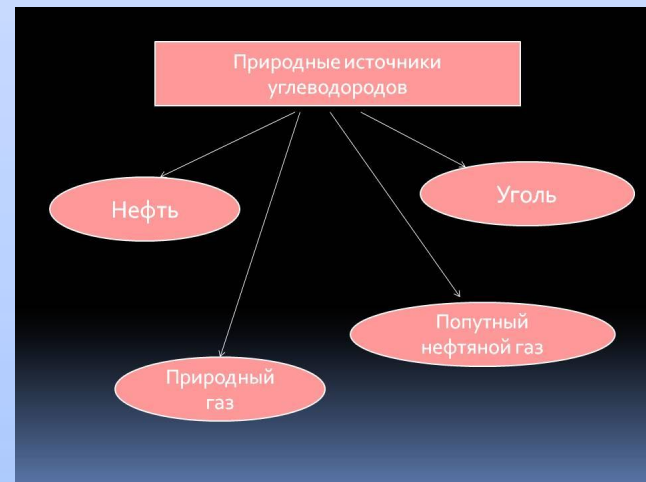 Природные источники
углеводородов
Нефть
Уголь
Природный
газ
Попутный
нефтяной газ